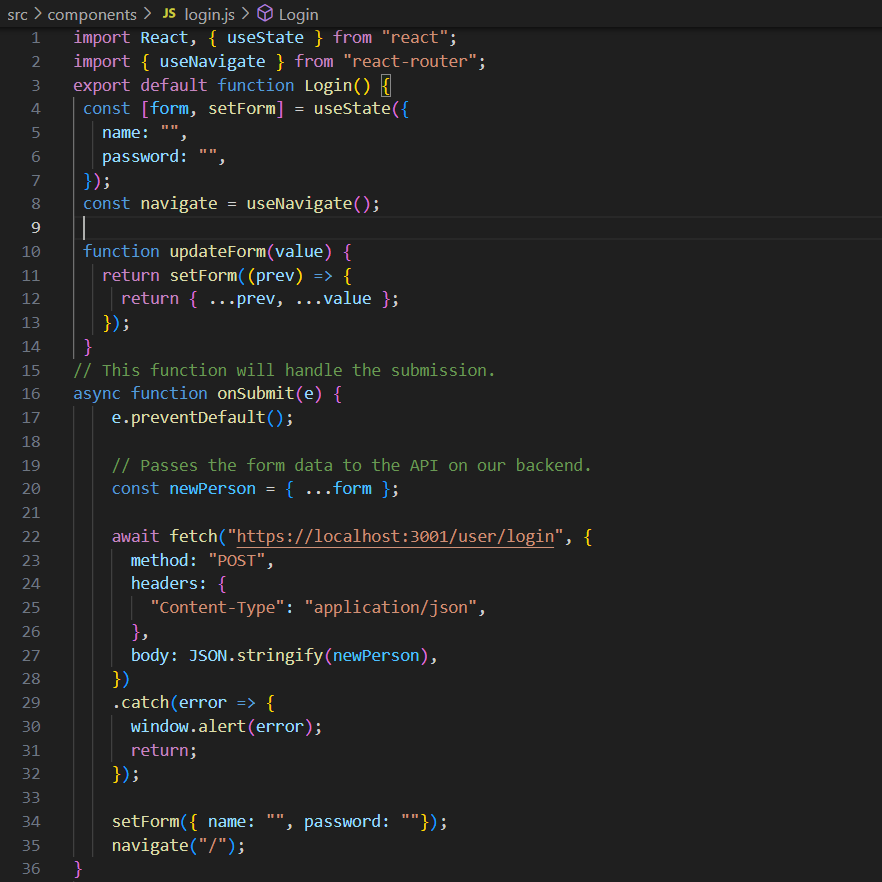 src > components > JS login.js > Login
1 import React, { useState } from "react";
2 import { useNavigate } from "react-router";
3 export default function Login() {
4  const [form, setForm] = useState({
5    name: "",
6    password: "",
7  });
8  const navigate = useNavigate();
9
10  function updateForm(value) {
11    return setForm((prev) => {
12      return { ...prev, ...value };
13    });
14  }
15 // This function will handle the submission.
16 async function onSubmit(e) {
17     e.preventDefault();
18
19     // Passes the form data to the API on our backend.
20     const newPerson = { ...form };
21
22     await fetch("https://localhost:3001/user/login", {
23       method: "POST",
24       headers: {
25         "Content-Type": "application/json",
26       },
27       body: JSON.stringify(newPerson),
28     })
29     .catch(error => {
30       window.alert(error);
31       return;
32     });
33
34     setForm({ name: "", password: ""});
35     navigate("/");
36 }